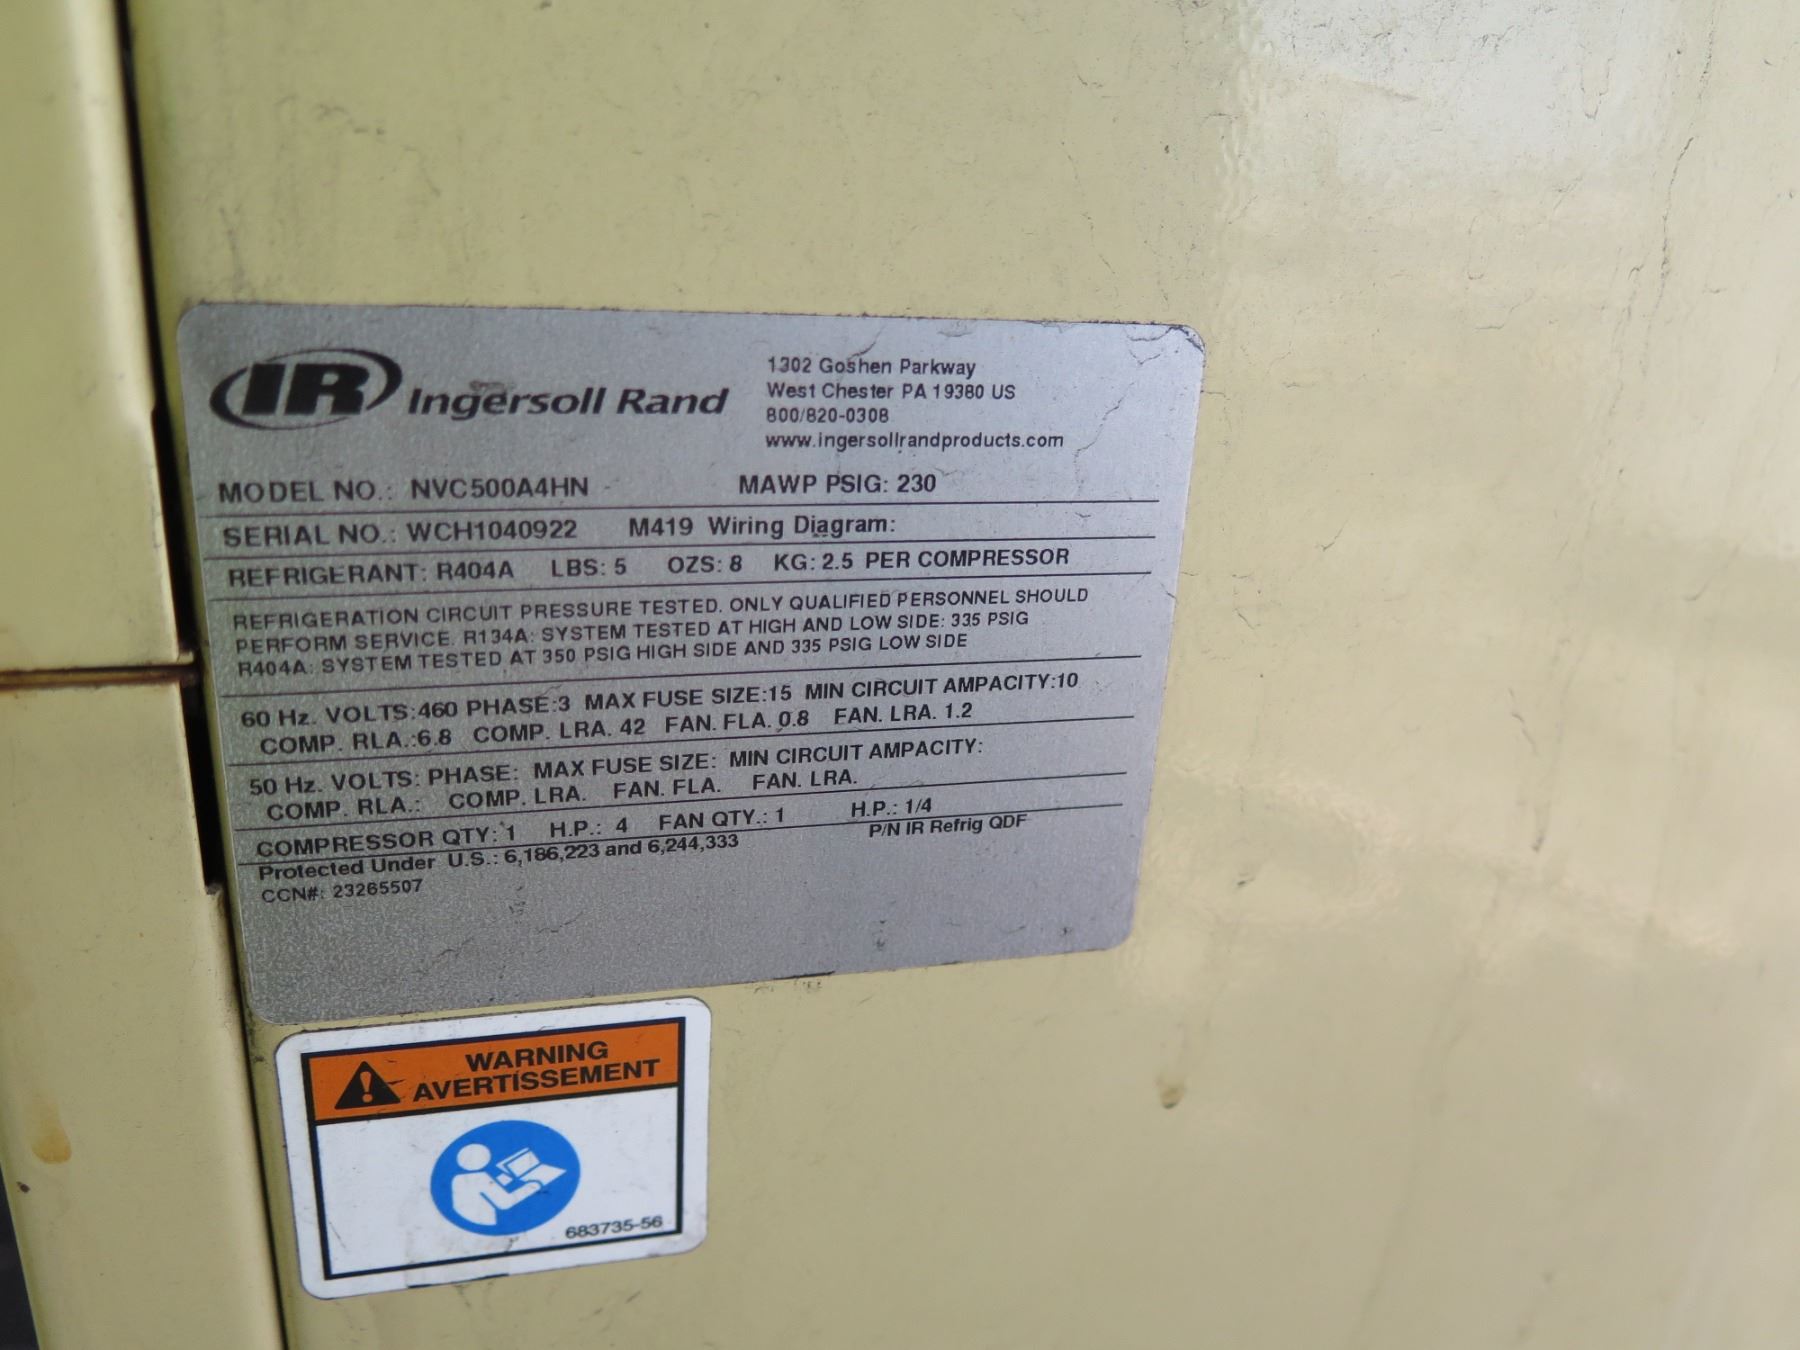 IR Ingersoll Rand
1302 Goshen Parkway
West Chester PA 19380 US
800/820-0308
www.ingersollrandproducts.com
MODEL NO.: NVC500A4HN MAWP PSIG: 230
SERIAL NO.: WCH1040922 M419 Wiring Diagram:
REFRIGERANT: R404A LBS: 5 OZS: 8 KG: 2.5 PER COMPRESSOR
REFRIGERATION CIRCUIT PRESSURE TESTED. ONLY QUALIFIED PERSONNEL SHOULD
PERFORM SERVICE. R134A: SYSTEM TESTED AT HIGH AND LOW SIDE: 335 PSIG
R404A: SYSTEM TESTED AT 350 PSIG HIGH SIDE AND 335 PSIG LOW SIDE
60 Hz. VOLTS:460 PHASE:3 MAX FUSE SIZE:15 MIN CIRCUIT AMPACITY:10
COMP. RLA.:6.8 COMP. LRA. 42 FAN. FLA. 0.8 FAN. LRA. 1.2
50 Hz. VOLTS: PHASE: MAX FUSE SIZE: MIN CIRCUIT AMPACITY:
COMP. RLA.: COMP. LRA. FAN. FLA. FAN. LRA.
COMPRESSOR QTY: 1 H.P.: 4 FAN QTY.: 1 H.P.: 1/4
Protected Under U.S.: 6,186,223 and 6,244,333 P/N IR Refrig QDF
CCN#: 23265507
WARNING
AVERTISSEMENT
683735-56